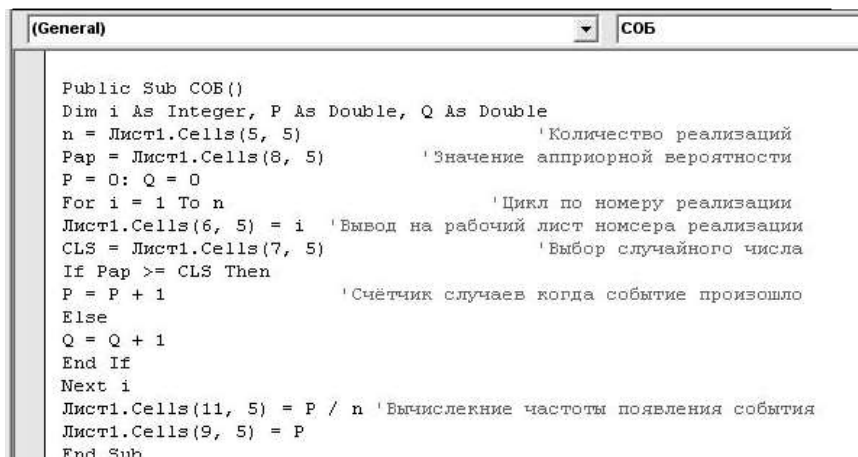 (General) СОБ
Public Sub СОБ()
Dim i As Integer, P As Double, Q As Double
n = Лист1.Cells(5, 5) 'Количество реализаций
Pap = Лист1.Cells(8, 5) 'Значение апприорной вероятности
P = 0: Q = 0
For i = 1 To n 'Цикл по номеру реализации
Лист1.Cells(6, 5) = i 'Вывод на рабочий лист номсера реализации
CLS = Лист1.Cells(7, 5) 'Выбор случайного числа
If Pap >= CLS Then
P = P + 1 'Счётчик случаев когда событие произошло
Else
Q = Q + 1
End If
Next i
Лист1.Cells(11, 5) = P / n 'Вычислекние частоты появления события
Лист1.Cells(9, 5) = P
End Sub